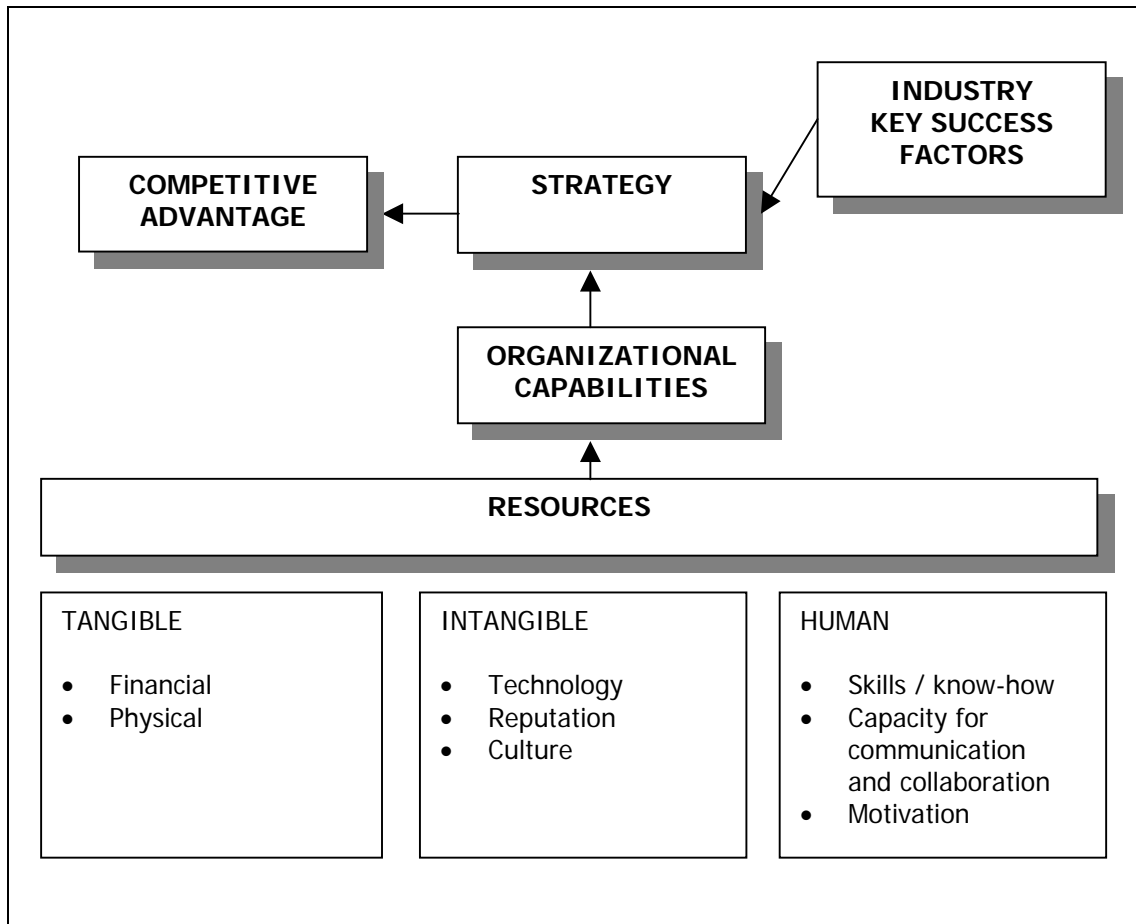 INDUSTRY
KEY SUCCESS
FACTORS
COMPETITIVE
ADVANTAGE
STRATEGY
ORGANIZATIONAL
CAPABILITIES
RESOURCES
TANGIBLE
• Financial
• Physical
INTANGIBLE
• Technology
• Reputation
• Culture
HUMAN
• Skills / know-how
• Capacity for
communication
and collaboration
• Motivation